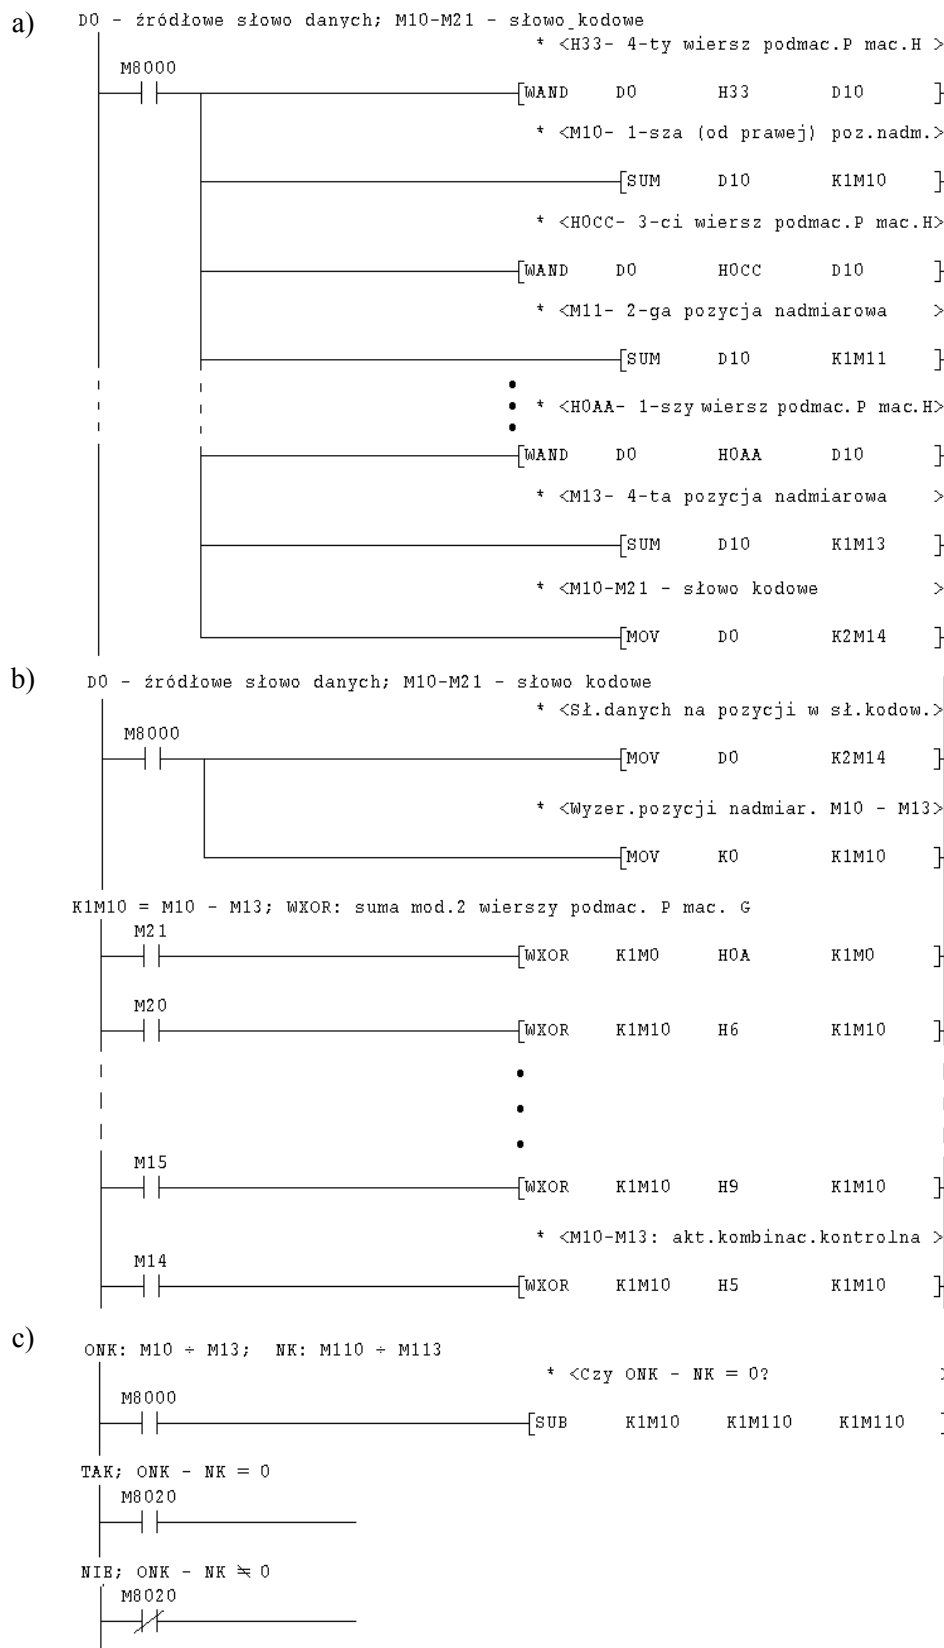 a)
D0 - źródłowe słowo danych; M10-M21 - słowo kodowe
* <H33- 4-ty wiersz podmac.P mac.H >
M8000
[WAND D0 H33 D10 ]
* <M10- 1-sza (od prawej) poz.nadm.>
[SUM D10 K1M10 ]
* <H0CC- 3-ci wiersz podmac.P mac.H>
[WAND D0 H0CC D10 ]
* <M11- 2-ga pozycja nadmiarowa >
[SUM D10 K1M11 ]
* <H0AA- 1-szy wiersz podmac.P mac.H>
[WAND D0 H0AA D10 ]
* <M13- 4-ta pozycja nadmiarowa >
[SUM D10 K1M13 ]
* <M10-M21 - słowo kodowe >
[MOV D0 K2M14 ]
b)
D0 - źródłowe słowo danych; M10-M21 - słowo kodowe
* <Sł.danych na pozycji w sł.kodow.>
M8000
[MOV D0 K2M14 ]
* <Wyzer.pozycji nadmiar. M10 - M13>
[MOV K0 K1M10 ]
K1M10 = M10 - M13; WXOR: suma mod.2 wierszy podmac. P mac. G
M21
[WXOR K1M0 H0A K1M0 ]
M20
[WXOR K1M10 H6 K1M10 ]
M15
[WXOR K1M10 H9 K1M10 ]
* <M10-M13: akt.kombinac.kontrolna >
M14
[WXOR K1M10 H5 K1M10 ]
c)
ONK: M10 ÷ M13; NK: M110 ÷ M113
* <Czy ONK - NK = 0? >
M8000
[SUB K1M10 K1M110 K1M110 ]
TAK; ONK - NK = 0
M8020
NIE; ONK - NK ≠ 0
M8020